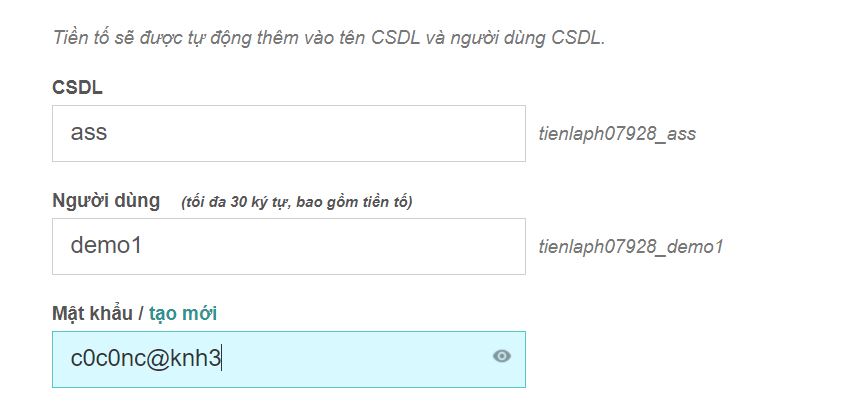 Tiền tố sẽ được tự động thêm vào tên CSDL và người dùng CSDL.
CSDL
ass tienlaph07928_ass
Người dùng (tối đa 30 ký tự, bao gồm tiền tố)
demo1 tienlaph07928_demo1
Mật khẩu / tạo mới
c0c0nc@knh3